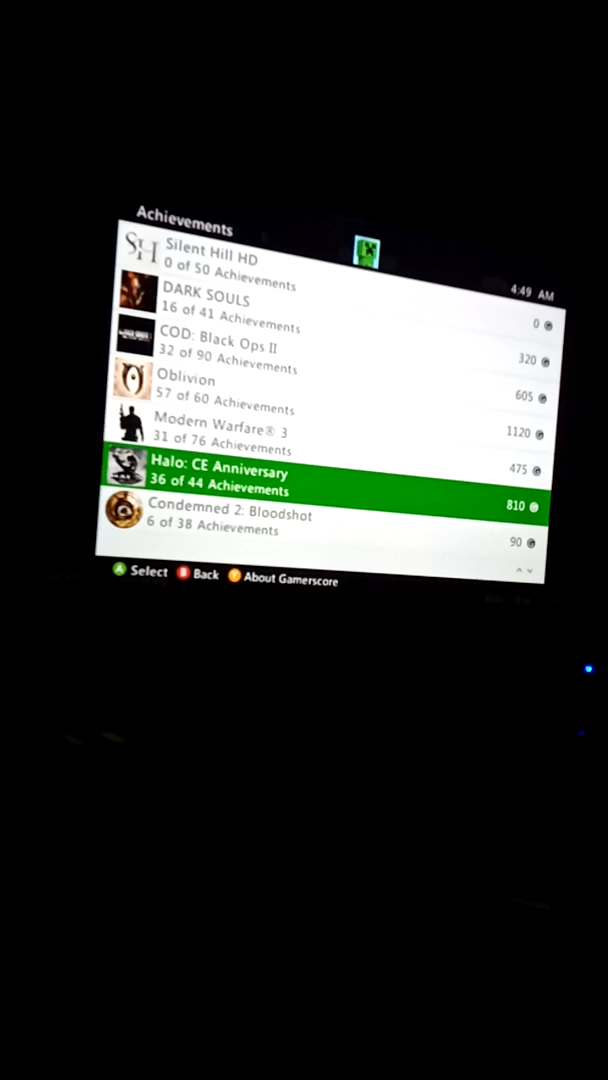 Achievements
4:49 AM
SH
Silent Hill HD
0 of 50 Achievements
0 G
DARK SOULS
16 of 41 Achievements
320 G
COD: Black Ops II
32 of 90 Achievements
605 G
Oblivion
57 of 60 Achievements
1120 G
Modern Warfare® 3
31 of 76 Achievements
475 G
Halo: CE Anniversary
36 of 44 Achievements
810 G
Condemned 2: Bloodshot
6 of 38 Achievements
90 G
A Select B Back Y About Gamerscore